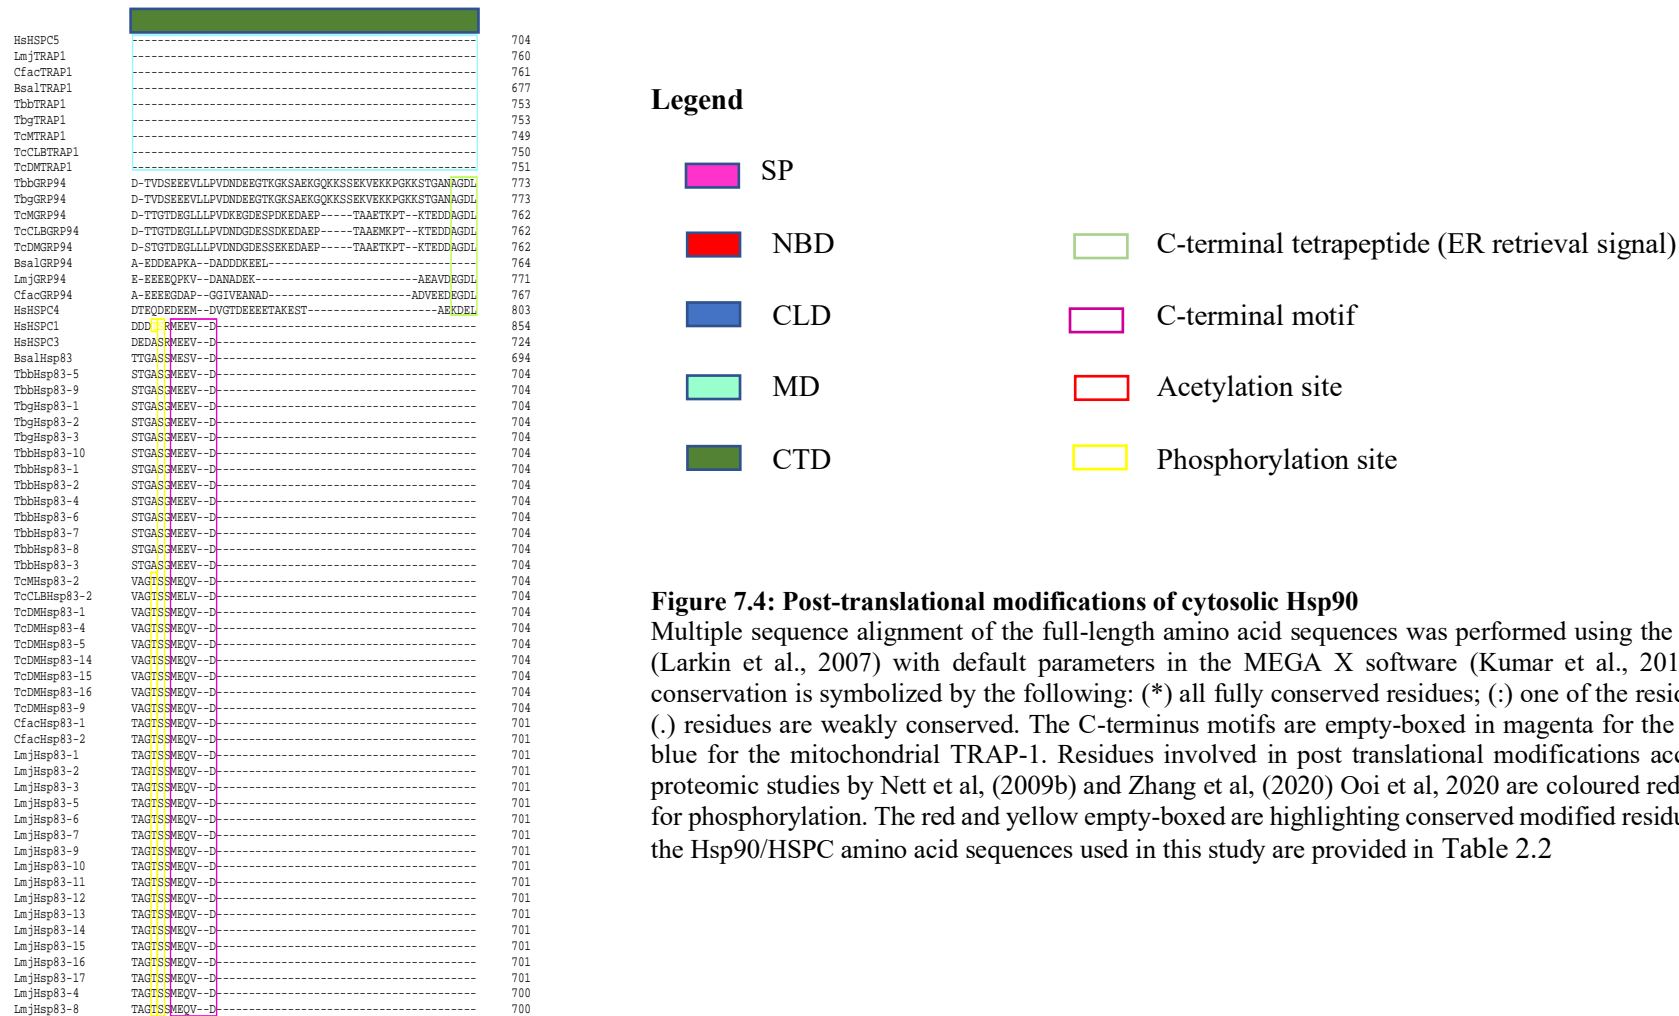 HsHSPC5 ----------------------------------------------------- 704
LmjTRAP1 ----------------------------------------------------- 760
CfacTRAP1 ----------------------------------------------------- 761
BsalTRAP1 ----------------------------------------------------- 677
TbbTRAP1 ----------------------------------------------------- 753
TbgTRAP1 ----------------------------------------------------- 753
TcMTRAP1 ----------------------------------------------------- 749
TcCLBTRAP1 ----------------------------------------------------- 750
TcDMTRAP1 ----------------------------------------------------- 751
TbbGRP94 D-TVDSEEEVLLPVDNDEEGTKGKSAEKGQKKSSEKVEKKPGKKSTGANAGDL 773
TbgGRP94 D-TVDSEEEVLLPVDNDEEGTKGKSAEKGQKKSSEKVEKKPGKKSTGANAGDL 773
TcMGRP94 D-TTGTDEGLLLPVDKEGDESPDKEDAEP-----TAAETKPT--KTEDDAGDL 762
TcCLBGRP94 D-TTGTDEGLLLPVDNDGDESSDKEDAEP-----TAAEMKPT--KTEDDAGDL 762
TcDMGRP94 D-STGTDEGLLLPVDNDGDESSEKEDAEP-----TAAETKPT--KTEDDAGDL 762
BsalGRP94 A-EDDEAPKA--DADDDKEEL-------------------------------- 764
LmjGRP94 E-EEEEQPKV--DANADEK-------------------------AEAVDEGDL 771
CfacGRP94 A-EEEEGDAP--GGIVEANAD----------------------ADVEEDEGDL 767
HsHSPC4 DTEQDEDEEM--DVGTDEEEETAKEST--------------------AEKDEL 803
HsHSPC1 DDDTSRMEEV--D---------------------------------------- 854
HsHSPC3 DEDASRMEEV--D---------------------------------------- 724
BsalHsp83 TTGASSMESV--D---------------------------------------- 694
TbbHsp83-5 STGASGMEEV--D---------------------------------------- 704
TbbHsp83-9 STGASGMEEV--D---------------------------------------- 704
TbgHsp83-1 STGASGMEEV--D---------------------------------------- 704
TbgHsp83-2 STGASGMEEV--D---------------------------------------- 704
TbgHsp83-3 STGASGMEEV--D---------------------------------------- 704
TbbHsp83-10 STGASGMEEV--D---------------------------------------- 704
TbbHsp83-1 STGASGMEEV--D---------------------------------------- 704
TbbHsp83-2 STGASGMEEV--D---------------------------------------- 704
TbbHsp83-4 STGASGMEEV--D---------------------------------------- 704
TbbHsp83-6 STGASGMEEV--D---------------------------------------- 704
TbbHsp83-7 STGASGMEEV--D---------------------------------------- 704
TbbHsp83-8 STGASGMEEV--D---------------------------------------- 704
TbbHsp83-3 STGASGMEEV--D---------------------------------------- 704
TcMHsp83-2 VAGTSSMEQV--D---------------------------------------- 704
TcCLBHsp83-2 VAGTSSMELV--D---------------------------------------- 704
TcDMHsp83-1 VAGTSSMEQV--D---------------------------------------- 704
TcDMHsp83-4 VAGTSSMEQV--D---------------------------------------- 704
TcDMHsp83-5 VAGTSSMEQV--D---------------------------------------- 704
TcDMHsp83-14 VAGTSSMEQV--D---------------------------------------- 704
TcDMHsp83-15 VAGTSSMEQV--D---------------------------------------- 704
TcDMHsp83-16 VAGTSSMEQV--D---------------------------------------- 704
TcDMHsp83-9 VAGTSSMEQV--D---------------------------------------- 704
CfacHsp83-1 TAGTSSMEQV--D---------------------------------------- 701
CfacHsp83-2 TAGTSSMEQV--D---------------------------------------- 701
LmjHsp83-1 TAGTSSMEQV--D---------------------------------------- 701
LmjHsp83-2 TAGTSSMEQV--D---------------------------------------- 701
LmjHsp83-3 TAGTSSMEQV--D---------------------------------------- 701
LmjHsp83-5 TAGTSSMEQV--D---------------------------------------- 701
LmjHsp83-6 TAGTSSMEQV--D---------------------------------------- 701
LmjHsp83-7 TAGTSSMEQV--D---------------------------------------- 701
LmjHsp83-9 TAGTSSMEQV--D---------------------------------------- 701
LmjHsp83-10 TAGTSSMEQV--D---------------------------------------- 701
LmjHsp83-11 TAGTSSMEQV--D---------------------------------------- 701
LmjHsp83-12 TAGTSSMEQV--D---------------------------------------- 701
LmjHsp83-13 TAGTSSMEQV--D---------------------------------------- 701
LmjHsp83-14 TAGTSSMEQV--D---------------------------------------- 701
LmjHsp83-15 TAGTSSMEQV--D---------------------------------------- 701
LmjHsp83-16 TAGTSSMEQV--D---------------------------------------- 701
LmjHsp83-17 TAGTSSMEQV--D---------------------------------------- 701
LmjHsp83-4 TAGTSSMEQV--D---------------------------------------- 700
LmjHsp83-8 TAGTSSMEQV--D---------------------------------------- 700
Legend
SP
NBD
CLD
MD
CTD
C-terminal tetrapeptide (ER retrieval signal)
C-terminal motif
Acetylation site
Phosphorylation site
Figure 7.4: Post-translational modifications of cytosolic Hsp90
Multiple sequence alignment of the full-length amino acid sequences was performed using the
(Larkin et al., 2007) with default parameters in the MEGA X software (Kumar et al., 201
conservation is symbolized by the following: (*) all fully conserved residues; (:) one of the resid
(.) residues are weakly conserved. The C-terminus motifs are empty-boxed in magenta for the
blue for the mitochondrial TRAP-1. Residues involved in post translational modifications acc
proteomic studies by Nett et al, (2009b) and Zhang et al, (2020) Ooi et al, 2020 are coloured red
for phosphorylation. The red and yellow empty-boxed are highlighting conserved modified residu
the Hsp90/HSPC amino acid sequences used in this study are provided in Table 2.2